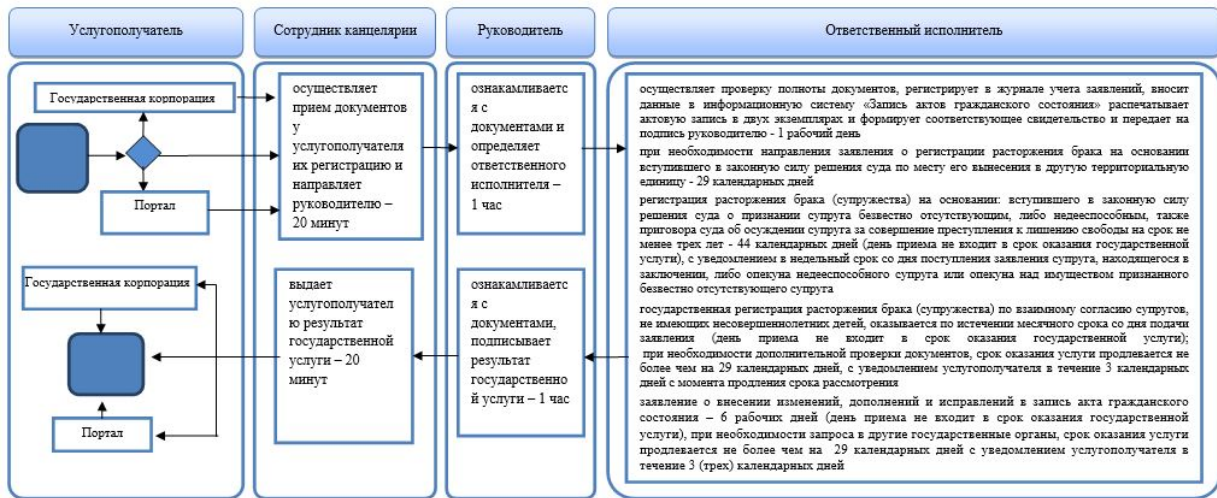 Услугополучатель
Сотрудник канцелярии
Руководитель
Ответственный исполнитель
Государственная корпорация
Портал
осуществляет
прием документов
у
услугополучателя
их регистрацию и
направляет
руководителю –
20 минут
ознакамливаетс
я с
документами и
определяет
ответственного
исполнителя –
1 час
осуществляет проверку полноты документов, регистрирует в журнале учета заявлений, вносит
данные в информационную систему «Запись актов гражданского состояния» распечатывает
актовую запись в двух экземплярах и формирует соответствующее свидетельство и передает на
подпись руководителю - 1 рабочий день
при необходимости направления заявления о регистрации расторжения брака на основании
вступившего в законную силу решения суда по месту его вынесения в другую территориальную
единицу - 29 календарных дней
регистрация расторжения брака (супружества) на основании: вступившего в законную силу
решения суда о признании супруга безвестно отсутствующим, либо недееспособным, также
приговора суда об осуждении супруга за совершение преступления к лишению свободы на срок не
менее трех лет - 44 календарных дней (день приема не входит в срок оказания государственной
услуги), с уведомлением в недельный срок со дня поступления заявления супруга, находящегося в
заключении, либо опекуна недееспособного супруга или опекуна над имуществом признанного
безвестно отсутствующего супруга
государственная регистрация расторжения брака (супружества) по взаимному согласию супругов,
не имеющих несовершеннолетних детей, оказывается по истечении месячного срока со дня подачи
заявления (день приема не входит в срок оказания государственной услуги);
при необходимости дополнительной проверки документов, срок оказания услуги продлевается не
более чем на 29 календарных дней, с уведомлением услугополучателя в течение 3 календарных
дней с момента продления срока рассмотрения
заявление о внесении изменений, дополнений и исправлений в запись акта гражданского
состояния – 6 рабочих дней (день приема не входит в срок оказания государственной
услуги), при необходимости запроса в другие государственные органы, срок оказания услуги
продлевается не более чем на 29 календарных дней с уведомлением услугополучателя в
течение 3 (трех) календарных дней
Государственная корпорация
Портал
выдает
услугополучател
ю результат
государственной
услуги – 20
минут
ознакамливаетс
я с
документами,
подписывает
результат
государственно
й услуги – 1 час